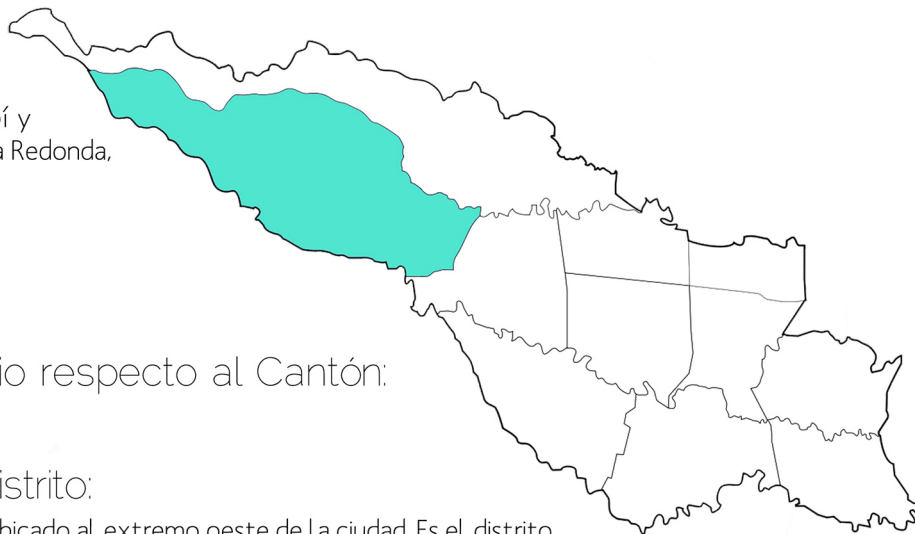 í y
a Redonda,
io respecto al Cantón:
istrito:
bicado al extremo oeste de la ciudad. Es el distrito